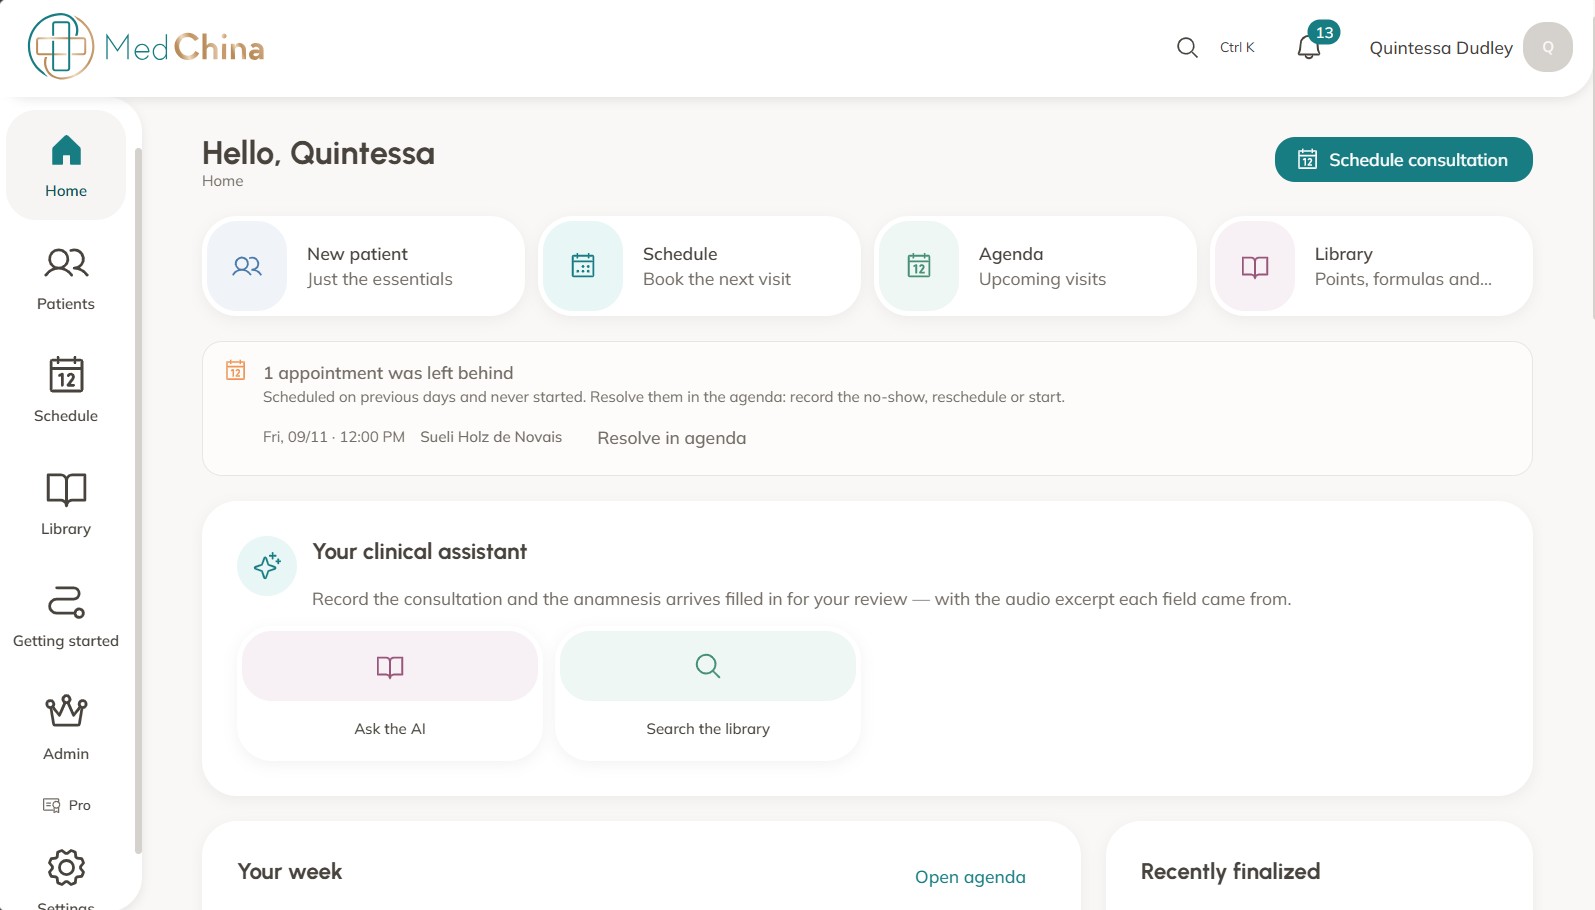 MedChina
Ctrl K
13
Quintessa Dudley
Q
Home
Patients
12
Schedule
Library
Getting started
Admin
Pro
Settings
Hello, Quintessa
Home
12
Schedule consultation
New patient
Just the essentials
Schedule
Book the next visit
12
Agenda
Upcoming visits
Library
Points, formulas and...
12
1 appointment was left behind
Scheduled on previous days and never started. Resolve them in the agenda: record the no-show, reschedule or start.
Fri, 09/11 · 12:00 PM Sueli Holz de Novais Resolve in agenda
Your clinical assistant
Record the consultation and the anamnesis arrives filled in for your review — with the audio excerpt each field came from.
Ask the AI
Search the library
Your week
Open agenda
Recently finalized